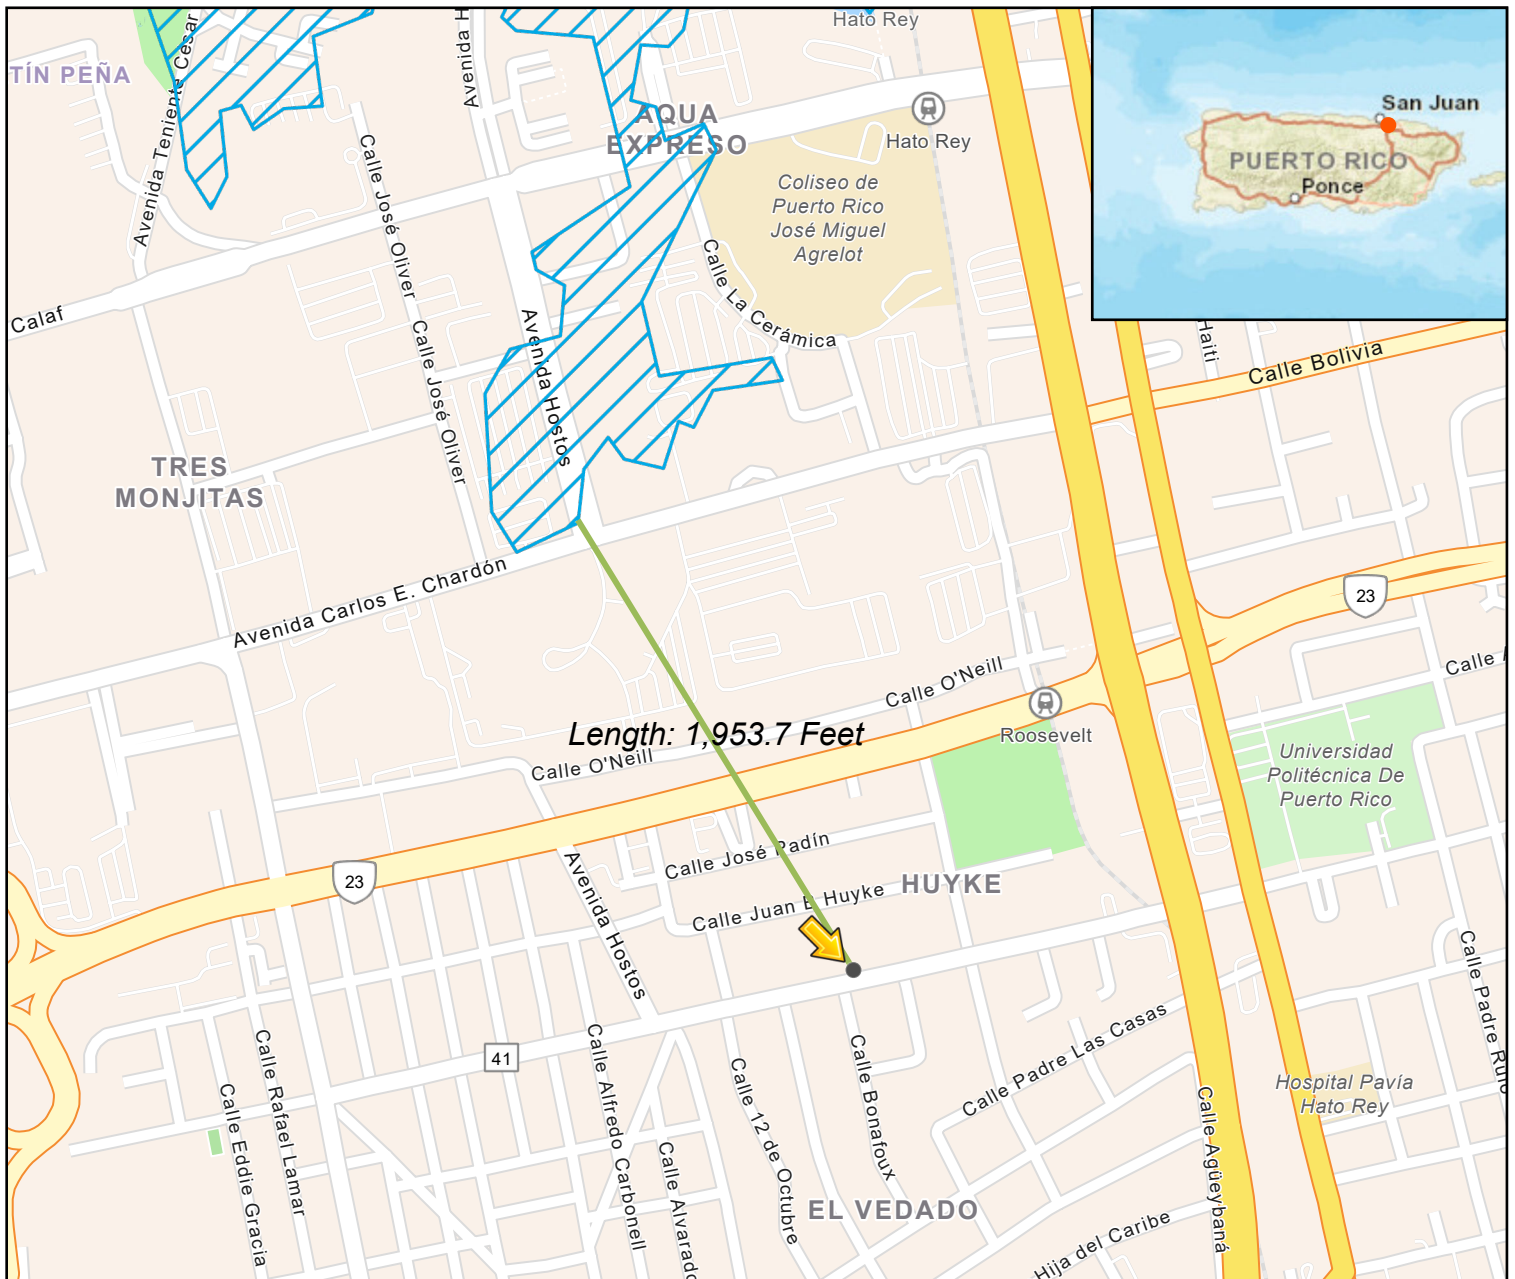 Hato Rey
TÍN PEÑA
Avenida Teniente César
Avenida H
AQUA
EXPRESO
Hato Rey
San Juan
PUERTO RICO
Ponce
Coliseo de
Puerto Rico
José Miguel
Agrelot
Calle José Oliver
Calle La Cerámica
Calaf
Calle José Oliver
Avenida Hostos
Haiti
Calle Bolivia
TRES
MONJITAS
Avenida Carlos E. Chardón
23
Calle A
Calle O'Neill
Length: 1,953.7 Feet
Roosevelt
Calle O'Neill
Universidad
Politécnica De
Puerto Rico
Calle José Padín
23
Avenida Hostos
Calle Juan B Huyke
HUYKE
Calle Padre Rufo
41
Calle Rafael Lamar
Calle Eddie Gracia
Calle Alfredo Carbonell
Calle Alvarado
Calle 12 de Octubre
Calle Bonafoux
Calle Padre Las Casas
Hospital Pavía
Hato Rey
Calle Agüeybaná
EL VEDADO
Hija del Caribe